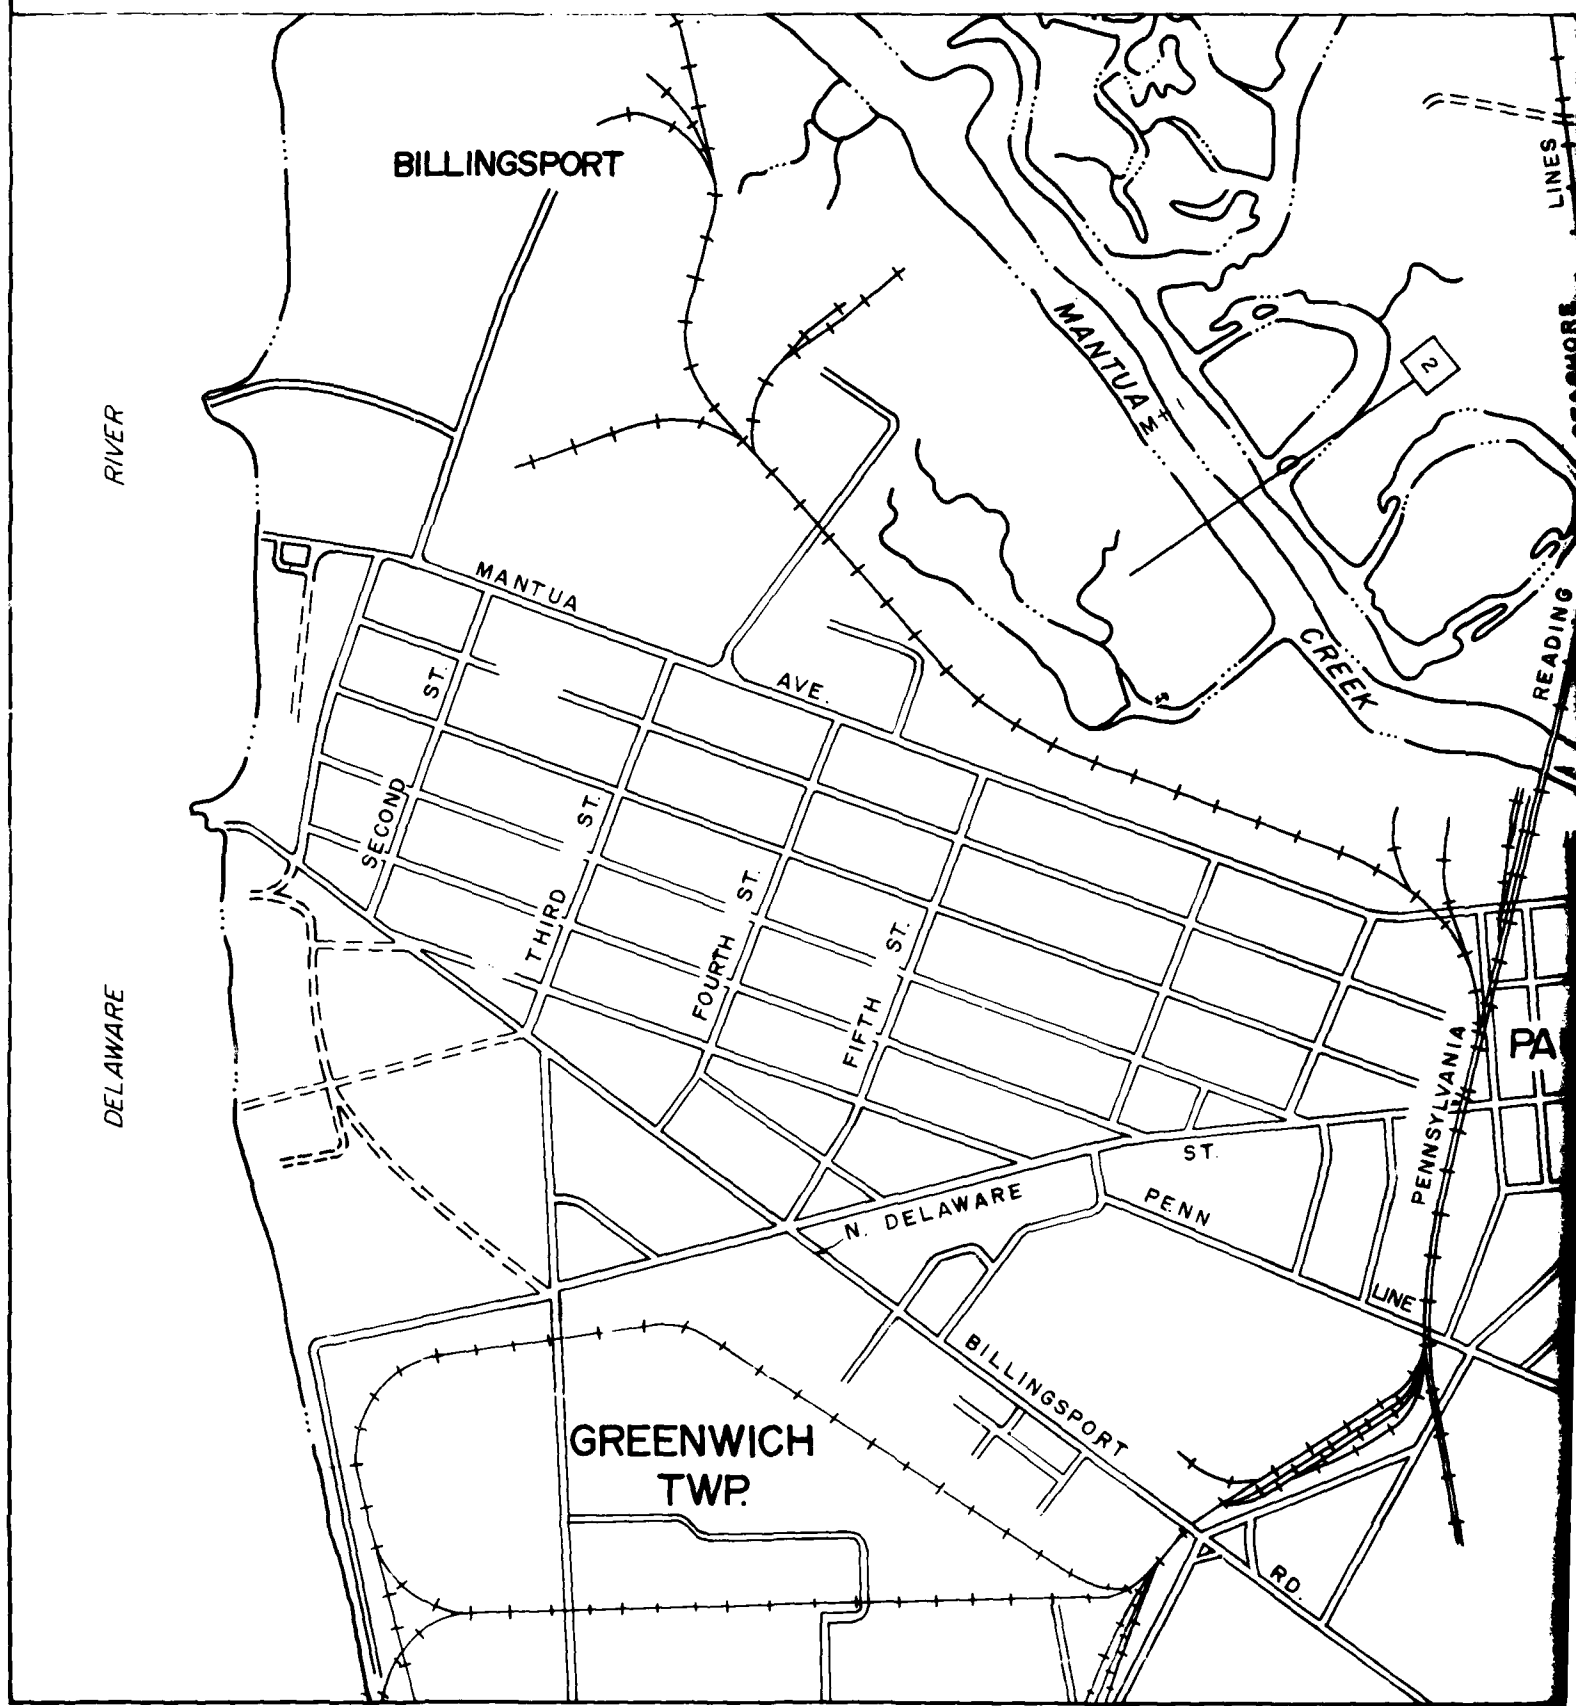 BILLINGSPORT
LINES
MANTUA
M +
2
SEASHORE
RIVER
MANTUA
AVE.
CREEK
READING
SECOND ST.
THIRD ST.
FOURTH ST.
FIFTH ST.
DELAWARE
PA
PENNSYLVANIA
ST.
N. DELAWARE
PENN
LINE
BILLINGSPORT
RD.
GREENWICH
TWP.